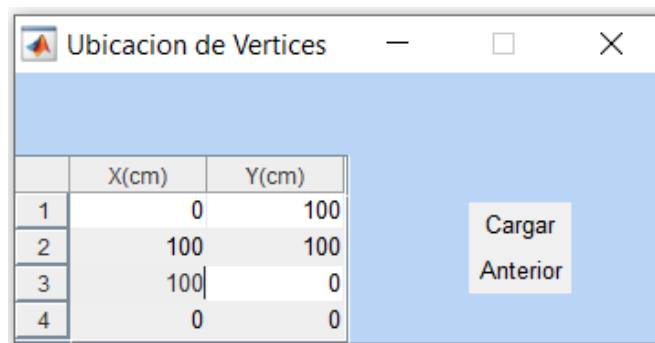 Ubicacion de Vertices
X(cm) Y(cm)
1 0 100
2 100 100
3 100 0
4 0 0
Cargar
Anterior